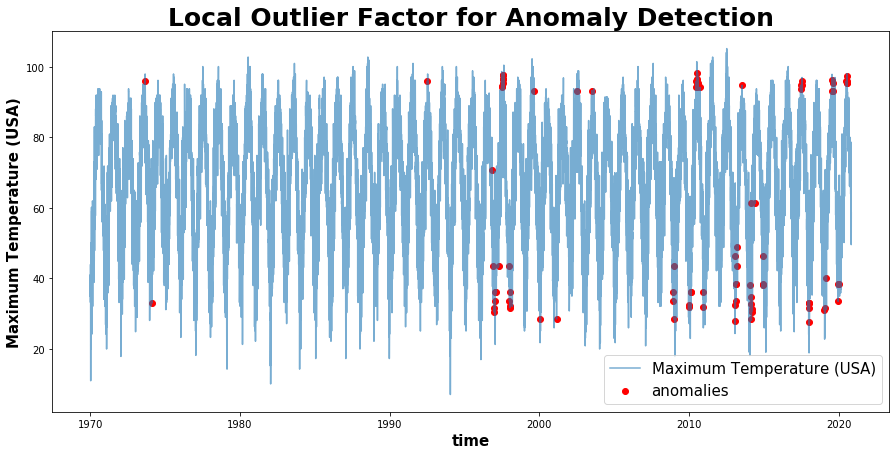 Local Outlier Factor for Anomaly Detection
Maximum Temperature (USA)
100
80
60
40
20
Maximum Temperature (USA)
anomalies
1970
1980
1990
2000
2010
2020
time